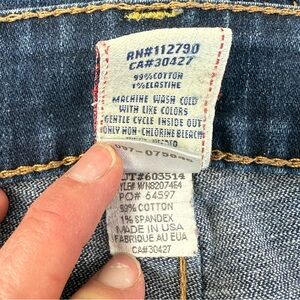 RN#112790
CA#30427
99%COTTON
1%ELASTINE
MACHINE WASH COLD
WITH LIKE COLORS
GENTLE CYCLE INSIDE OUT
ONLY NON-CHLORINE BLEACH
CUT#603514
STYLE# M/N32074E4
PO# 64597
99% COTTON
1% SPANDEX
MADE IN USA
FABRIQUE AU EUA
CA#30427